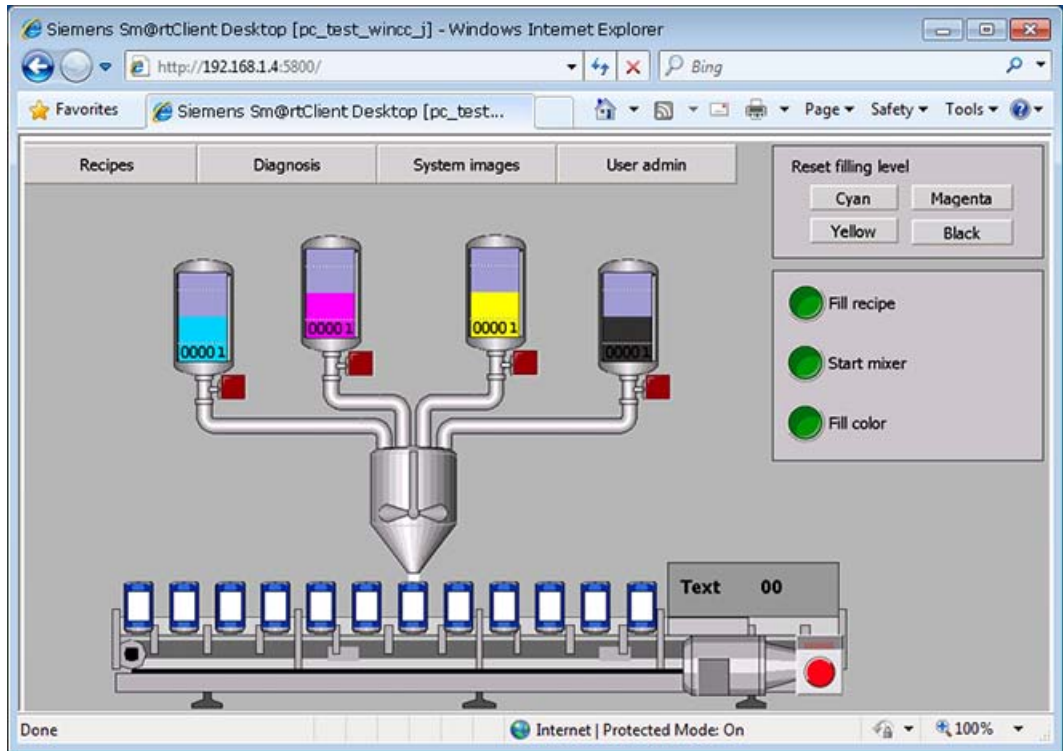 Siemens Sm@rtClient Desktop [pc_test_wincc_j] - Windows Internet Explorer
http://192.168.1.4:5800/
Bing
Favorites
Siemens Sm@rtClient Desktop [pc_test...
Page
Safety
Tools
Recipes
Diagnosis
System images
User admin
Reset filling level
Cyan
Magenta
Yellow
Black
00001
00001
00001
00001
Fill recipe
Start mixer
Fill color
Text 00
Done
Internet | Protected Mode: On
100%